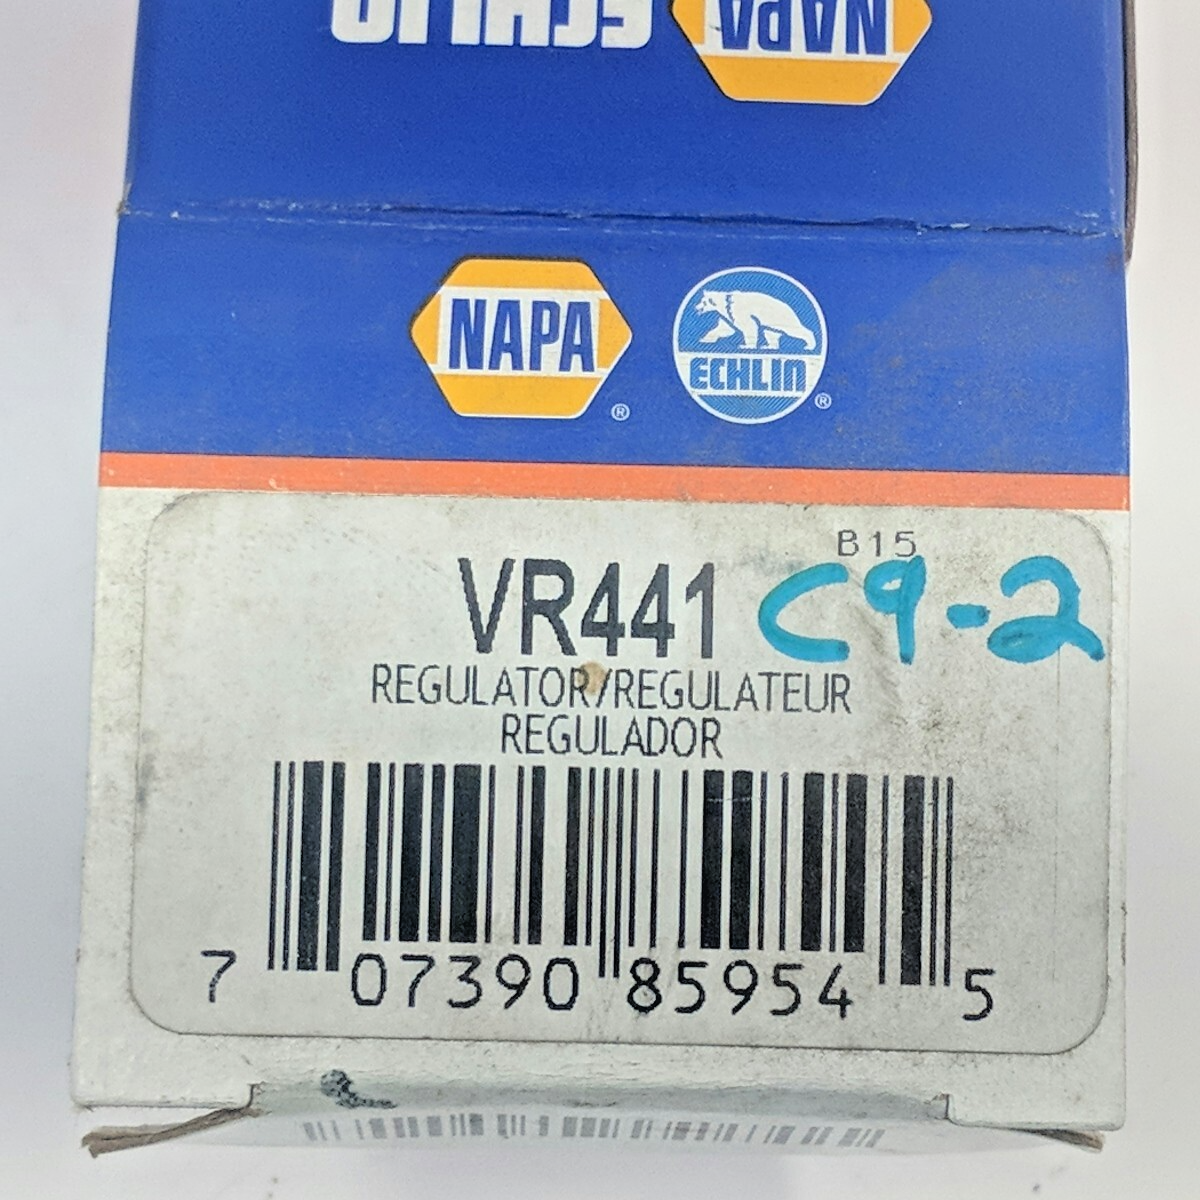 ECHLIN NAPA
NAPA ® ECHLIN ®
B15
VR441 C9-2
REGULATOR/REGULATEUR
REGULADOR
7 07390 85954 5